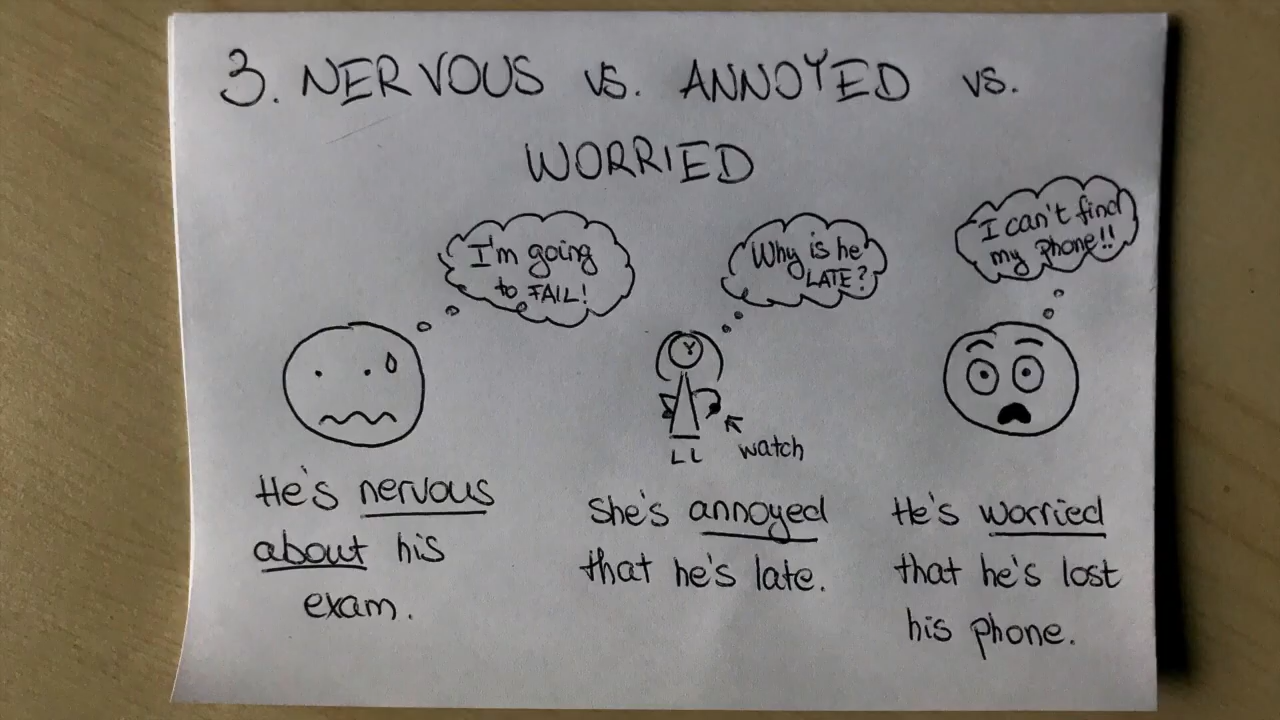 3. NERVOUS vs. ANNOYED vs.
WORRIED
I'm going
to FAIL!
Why is he
LATE?
I can't find
my phone!!
watch
He's nervous
about his
exam.
She's annoyed
that he's late.
He's worried
that he's lost
his phone.